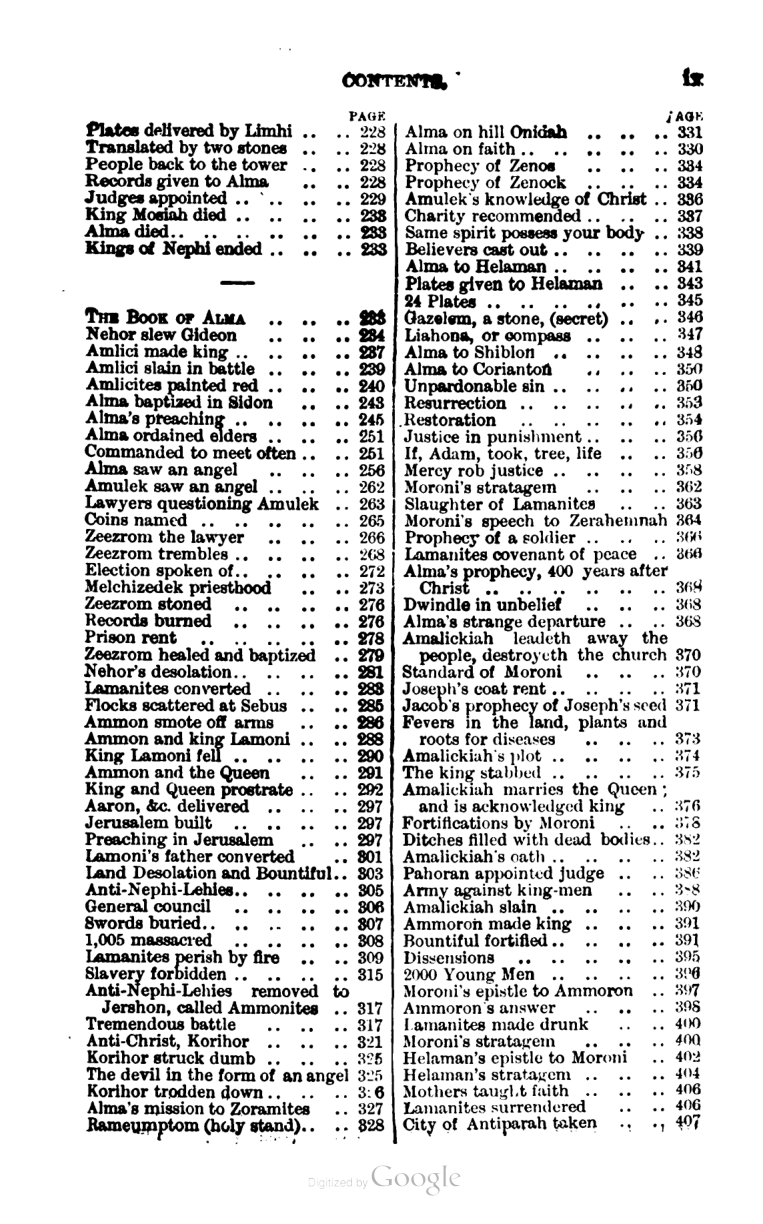 CONTENTS.
ix
PAGE
Plates delivered by Limhi .. .. 228
Translated by two stones .. .. 228
People back to the tower .. .. 228
Records given to Alma .. .. 228
Judges appointed .. .. .. .. 229
King Mosiah died .. .. .. .. 233
Alma died.. .. .. .. .. .. 233
Kings of Nephi ended .. .. .. 233
THE BOOK OF ALMA .. .. .. 233
Nehor slew Gideon .. .. .. 234
Amlici made king .. .. .. .. 237
Amlici slain in battle .. .. .. 239
Amlicites painted red .. .. .. 240
Alma baptized in Sidon .. .. 243
Alma's preaching .. .. .. .. 245
Alma ordained elders .. .. .. 251
Commanded to meet often .. .. 251
Alma saw an angel .. .. .. 256
Amulek saw an angel .. .. .. 262
Lawyers questioning Amulek .. 263
Coins named .. .. .. .. .. 265
Zeezrom the lawyer .. .. .. 266
Zeezrom trembles .. .. .. .. 268
Election spoken of.. .. .. .. 272
Melchizedek priesthood .. .. 273
Zeezrom stoned .. .. .. .. 276
Records burned .. .. .. .. 276
Prison rent .. .. .. .. .. 278
Zeezrom healed and baptized .. 279
Nehor's desolation.. .. .. .. 281
Lamanites converted .. .. .. 283
Flocks scattered at Sebus .. .. 285
Ammon smote off arms .. .. 286
Ammon and king Lamoni .. .. 288
King Lamoni fell .. .. .. .. 290
Ammon and the Queen .. .. 291
King and Queen prostrate .. .. 292
Aaron, &c. delivered .. .. .. 297
Jerusalem built .. .. .. .. 297
Preaching in Jerusalem .. .. 297
Lamoni's father converted .. 301
Land Desolation and Bountiful.. 303
Anti-Nephi-Lehies.. .. .. .. 305
General council .. .. .. .. 306
Swords buried.. .. .. .. .. 307
1,005 massacred .. .. .. .. 308
Lamanites perish by fire .. .. 309
Slavery forbidden .. .. .. .. 315
Anti-Nephi-Lehies removed to
Jershon, called Ammonites .. 317
Tremendous battle .. .. .. 317
Anti-Christ, Korihor .. .. .. 321
Korihor struck dumb .. .. .. 325
The devil in the form of an angel 325
Korihor trodden down .. .. .. 326
Alma's mission to Zoramites .. 327
Rameumptom (holy stand).. .. 328
PAGE
Alma on hill Onidah .. .. .. 331
Alma on faith .. .. .. .. .. 330
Prophecy of Zenos .. .. .. 334
Prophecy of Zenock .. .. .. 334
Amulek's knowledge of Christ .. 336
Charity recommended .. .. .. 337
Same spirit possess your body .. 338
Believers cast out .. .. .. .. 339
Alma to Helaman .. .. .. .. 341
Plates given to Helaman .. .. 343
24 Plates .. .. .. .. .. .. 345
Gazelem, a stone, (secret) .. .. 346
Liahona, or compass .. .. .. 347
Alma to Shiblon .. .. .. .. 348
Alma to Corianton .. .. .. 350
Unpardonable sin .. .. .. .. 350
Resurrection .. .. .. .. .. 353
Restoration .. .. .. .. .. 354
Justice in punishment .. .. .. 356
If, Adam, took, tree, life .. .. 356
Mercy rob justice .. .. .. .. 358
Moroni's stratagem .. .. .. 362
Slaughter of Lamanites .. .. 363
Moroni's speech to Zerahemnah 364
Prophecy of a soldier .. .. .. 366
Lamanites covenant of peace .. 366
Alma's prophecy, 400 years after
Christ .. .. .. .. .. .. 368
Dwindle in unbelief .. .. .. 368
Alma's strange departure .. .. 368
Amalickiah leadeth away the
people, destroyeth the church 370
Standard of Moroni .. .. .. 370
Joseph's coat rent .. .. .. .. 371
Jacob's prophecy of Joseph's seed 371
Fevers in the land, plants and
roots for diseases .. .. .. 373
Amalickiah's plot .. .. .. .. 374
The king stabbed .. .. .. .. 375
Amalickiah marries the Queen;
and is acknowledged king .. 376
Fortifications by Moroni .. .. 378
Ditches filled with dead bodies.. 382
Amalickiah's oath .. .. .. .. 382
Pahoran appointed judge .. .. 386
Army against king-men .. .. 388
Amalickiah slain .. .. .. .. 390
Ammoron made king .. .. .. 391
Bountiful fortified .. .. .. .. 391
Dissensions .. .. .. .. .. 395
2000 Young Men .. .. .. .. 396
Moroni's epistle to Ammoron .. 397
Ammoron's answer .. .. .. 398
Lamanites made drunk .. .. 400
Moroni's stratagem .. .. .. 400
Helaman's epistle to Moroni .. 402
Helaman's stratagem .. .. .. 404
Mothers taught faith .. .. .. 406
Lamanites surrendered .. .. 406
City of Antiparah taken .. .. 407
Digitized by Google